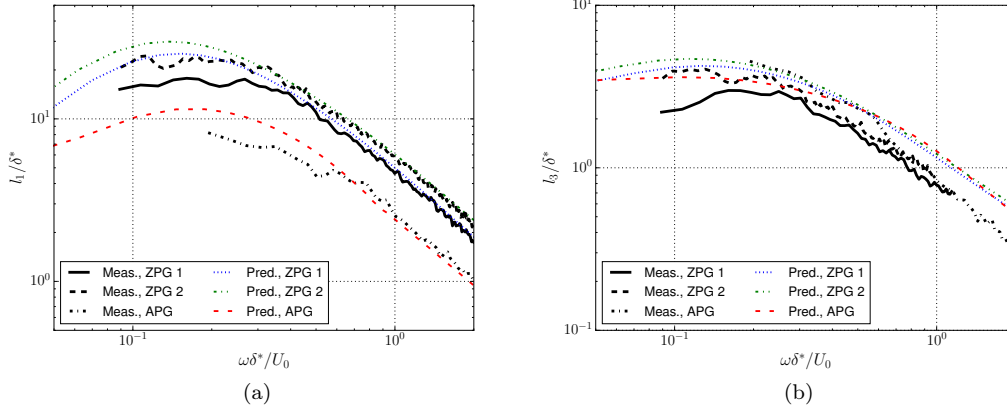 l₁/δ*
10¹
10⁰
Meas., ZPG 1
Meas., ZPG 2
Meas., APG
Pred., ZPG 1
Pred., ZPG 2
Pred., APG
10⁻¹
10⁰
ωδ*/U₀
(a)
l₃/δ*
10¹
10⁰
10⁻¹
Meas., ZPG 1
Meas., ZPG 2
Meas., APG
Pred., ZPG 1
Pred., ZPG 2
Pred., APG
10⁻¹
10⁰
ωδ*/U₀
(b)